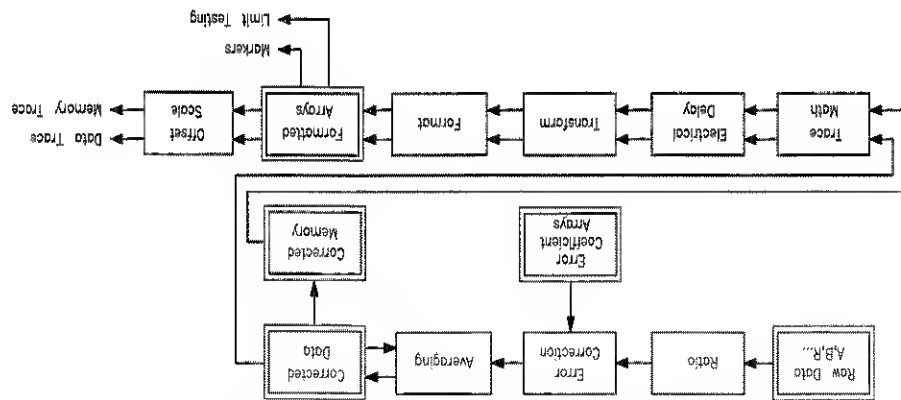 Raw Data
A,B,R...
Ratio
Error
Correction
Averaging
Corrected
Data
Error
Coefficient
Arrays
Corrected
Memory
Trace
Math
Electrical
Delay
Transform
Format
Formatted
Arrays
Offset
Scale
Data Trace
Memory Trace
Markers
Limit Testing